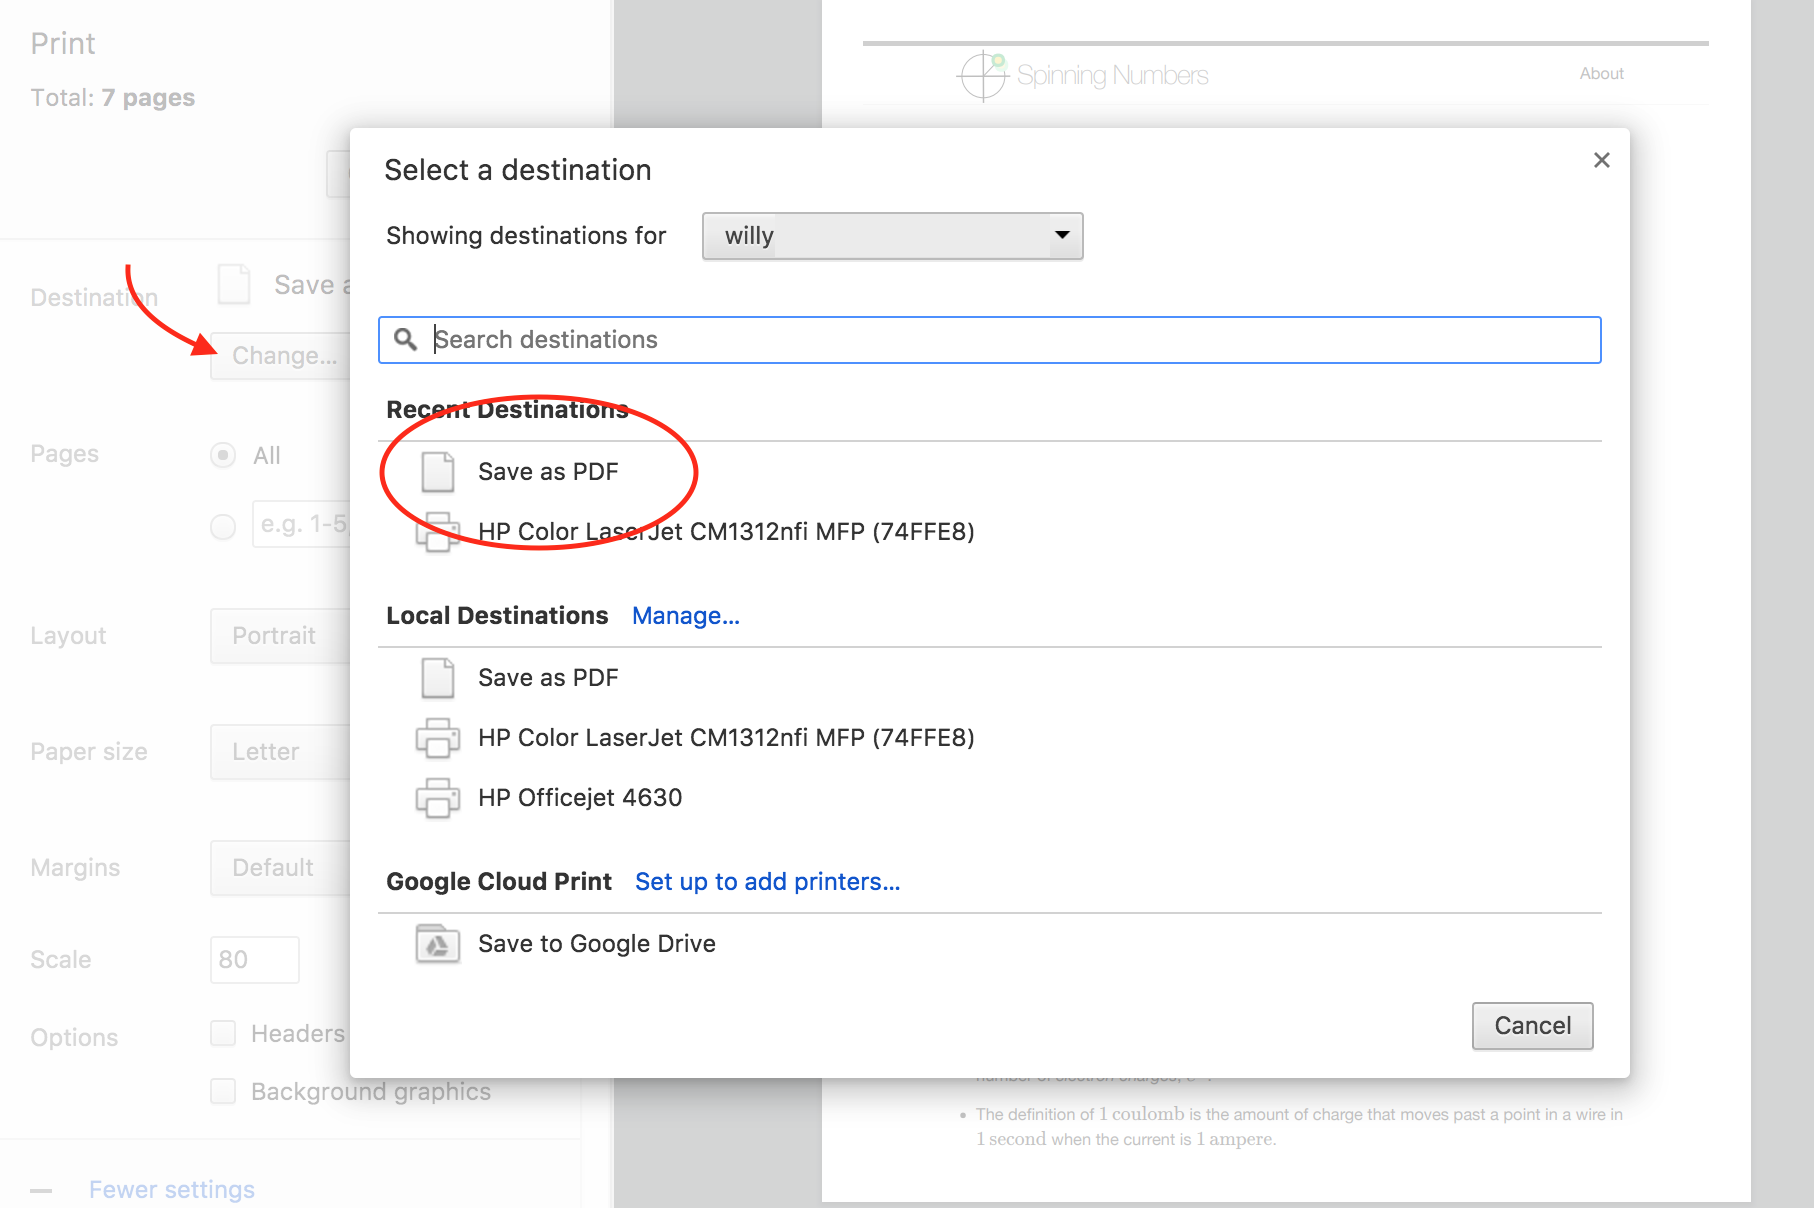 Print
Total: 7 pages
Destination
Save a
Change...
Pages
All
e.g. 1-5
Layout
Portrait
Paper size
Letter
Margins
Default
Scale
80
Options
Headers
Background graphics
Fewer settings
Spinning Numbers
About
Select a destination
Showing destinations for
willy
Search destinations
Recent Destinations
Save as PDF
HP Color LaserJet CM1312nfi MFP (74FFE8)
Local Destinations Manage...
Save as PDF
HP Color LaserJet CM1312nfi MFP (74FFE8)
HP Officejet 4630
Google Cloud Print Set up to add printers...
Save to Google Drive
Cancel
number of electron charges,
• The definition of 1 coulomb is the amount of charge that moves past a point in a wire in
1 second when the current is 1 ampere.